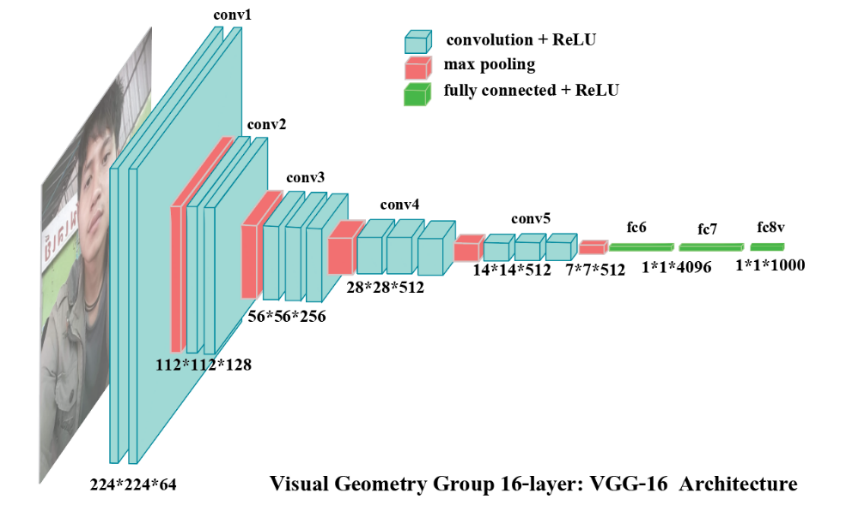 conv1
convolution + ReLU
max pooling
fully connected + ReLU
conv2
conv3
conv4
conv5
fc6
fc7
fc8v
14*14*512
7*7*512
1*1*4096
1*1*1000
28*28*512
56*56*256
112*112*128
224*224*64
Visual Geometry Group 16-layer: VGG-16 Architecture